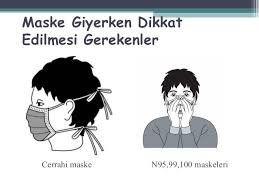 Maske Giyerken Dikkat
Edilmesi Gerekenler
Cerrahi maske
N95,99,100 maskeleri